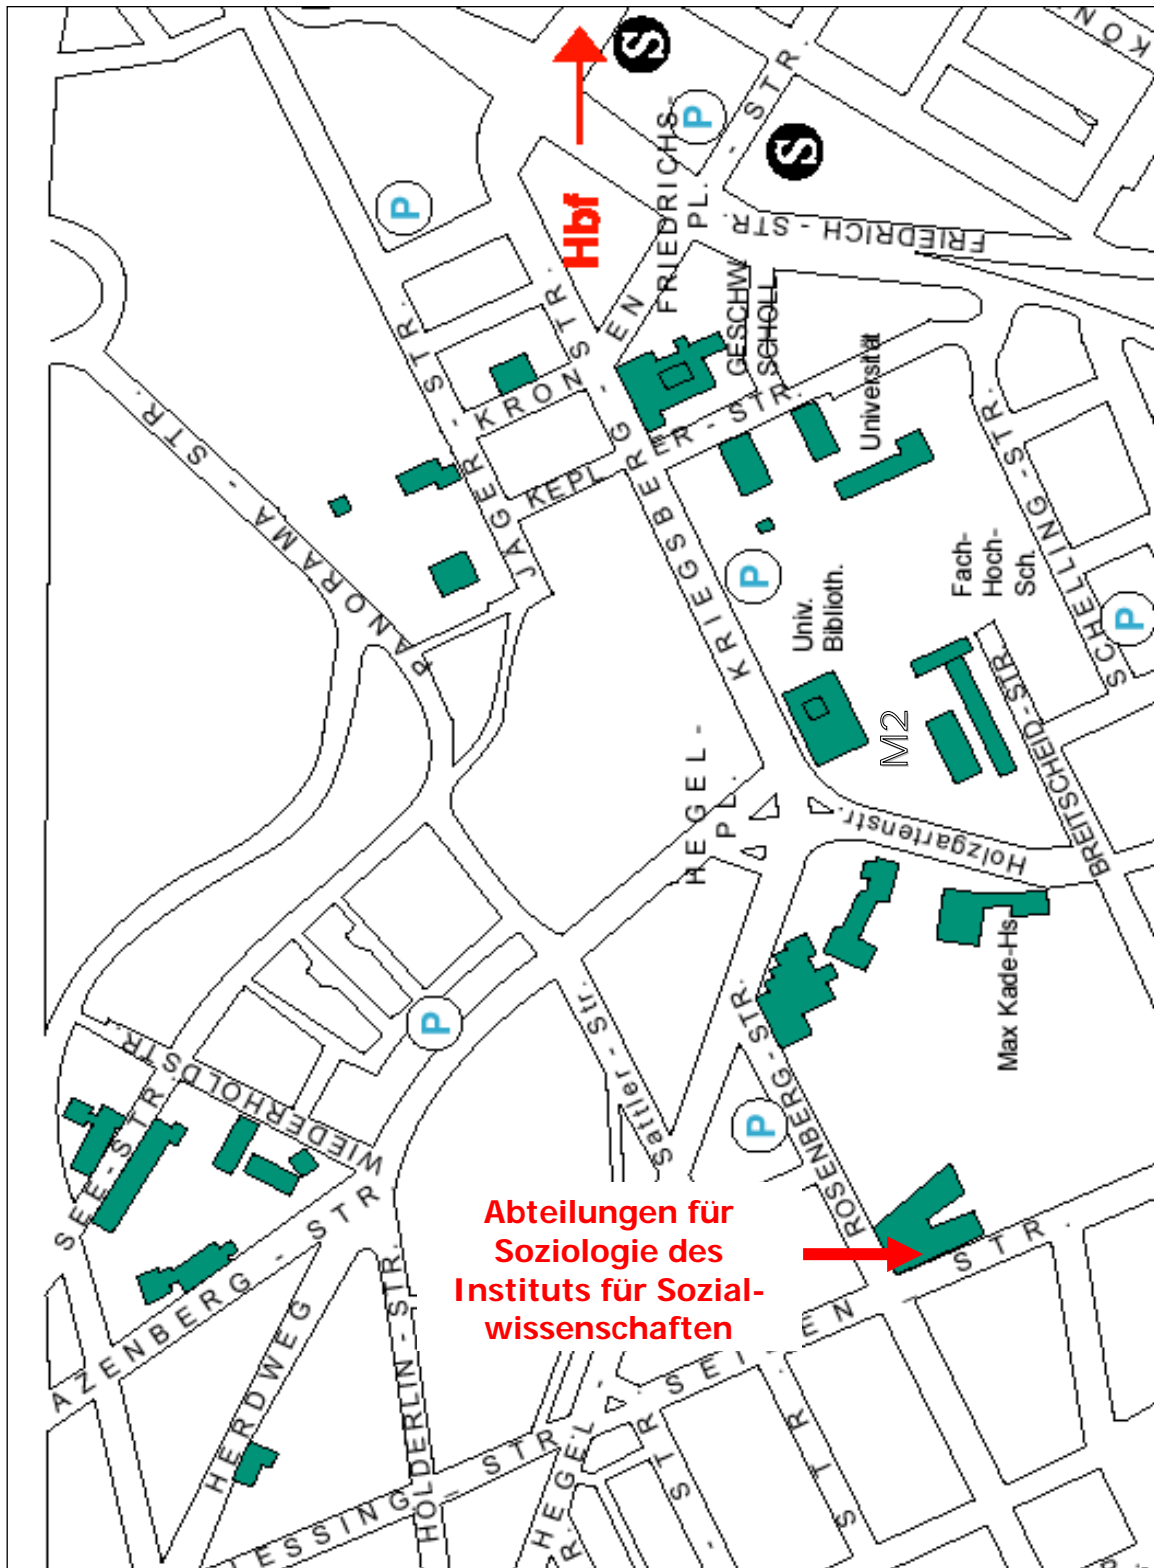 KÖN
S
FRIEDRICHS-
PL.
P
- STR.
S
P
Hbf
FRIEDRICH - STR.
GESCHW.
SCHOLL
Universität
JÄGER - STR.
KRONEN
STR.
KRIEGSBERG -
KEPLER - STR.
PANORAMA - STR.
KRIEGSBERG
P
Univ.
Biblioth.
Fach-
Hoch-
Sch.
SCHELLING - STR.
P
M2
BREITSCHEID - STR.
HEGEL -
PL.
Holzgartenstr.
Max Kade-Hs
P
Sattler - Str.
ROSENBERG - STR.
P
WIEDERHOLDSTR.
SEE - STR.
AZENBERG - STR
HERDWEG
HÖLDERLIN - STR.
Abteilungen für
Soziologie des
Instituts für Sozial-
wissenschaften
STR.
LESSING - STR.
HEGEL -
STR.